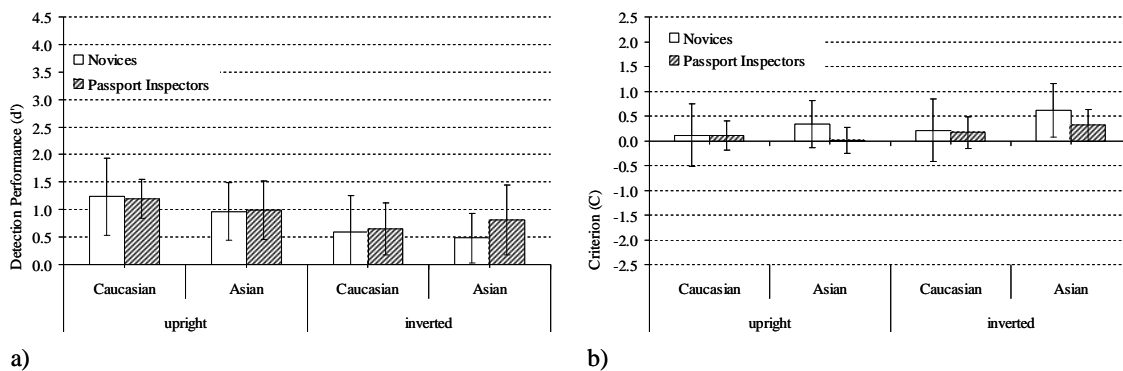 Detection Performance (d')
4.5
4.0
3.5
3.0
2.5
2.0
1.5
1.0
0.5
0.0
Novices
Passport Inspectors
Caucasian Asian Caucasian Asian
upright inverted
a)
Criterion (C)
2.5
2.0
1.5
1.0
0.5
0.0
-0.5
-1.0
-1.5
-2.0
-2.5
Novices
Passport Inspectors
Caucasian Asian Caucasian Asian
upright inverted
b)